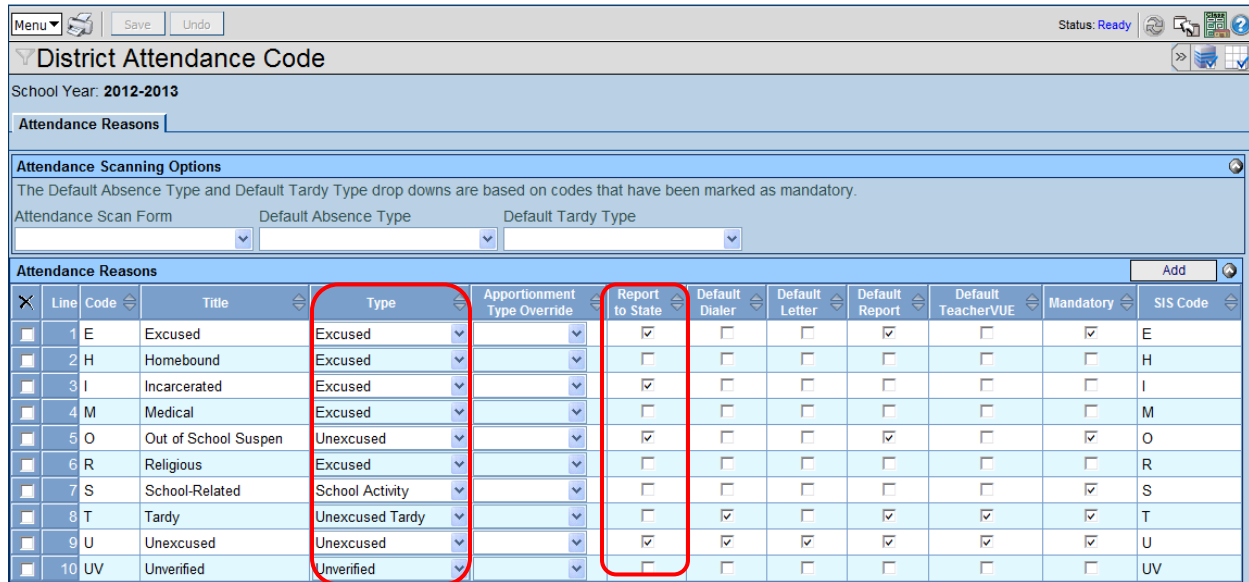 Menu Save Undo Status: Ready
District Attendance Code
School Year: 2012-2013
Attendance Reasons
Attendance Scanning Options
The Default Absence Type and Default Tardy Type drop downs are based on codes that have been marked as mandatory.
Attendance Scan Form Default Absence Type Default Tardy Type
Attendance Reasons Add
X Line Code Title Type Apportionment Type Override Report to State Default Dialer Default Letter Default Report Default TeacherVUE Mandatory SIS Code
1 E Excused Excused E
2 H Homebound Excused H
3 I Incarcerated Excused I
4 M Medical Excused M
5 O Out of School Suspen Unexcused O
6 R Religious Excused R
7 S School-Related School Activity S
8 T Tardy Unexcused Tardy T
9 U Unexcused Unexcused U
10 UV Unverified Unverified UV